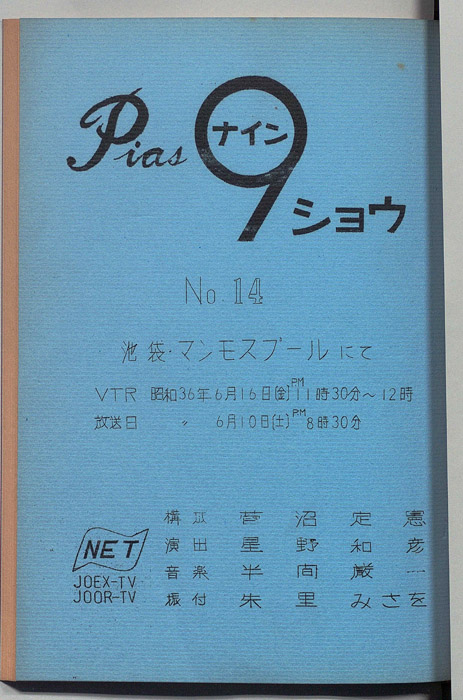 Pias ナイン 9 ショウ
No.14
池袋・マンモスプールにて
VTR 昭和36年6月16日(金)PM11時30分〜12時
放送日 〃 6月10日(土)PM8時30分
構成 菅沼定憲
演出 星野和彦
音楽 半間巌一
振付 朱里みさを
NET
JOEX-TV
JOOR-TV